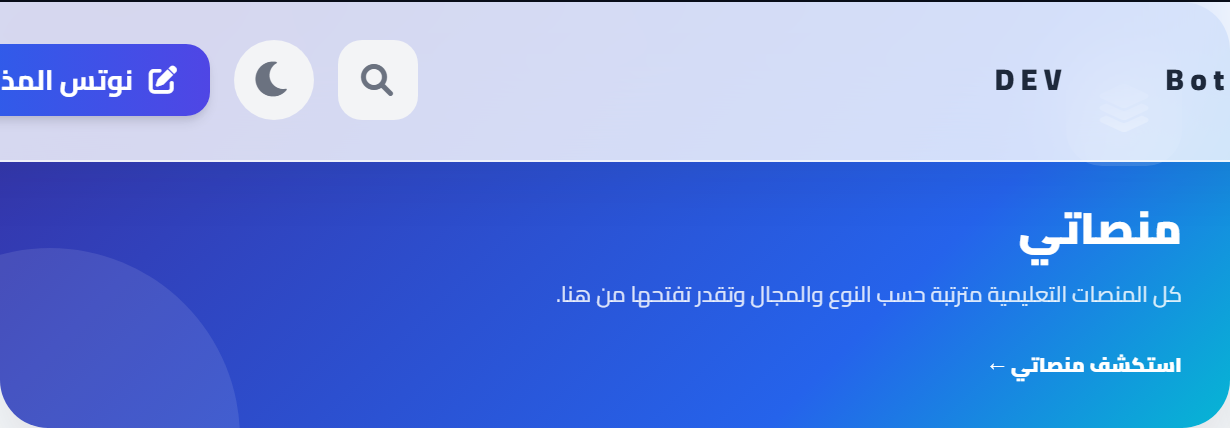 Bot DEV
نوتس المذ
منصاتي
كل المنصات التعليمية مترتبة حسب النوع والمجال وتقدر تفتحها من هنا.
استكشف منصاتي ←